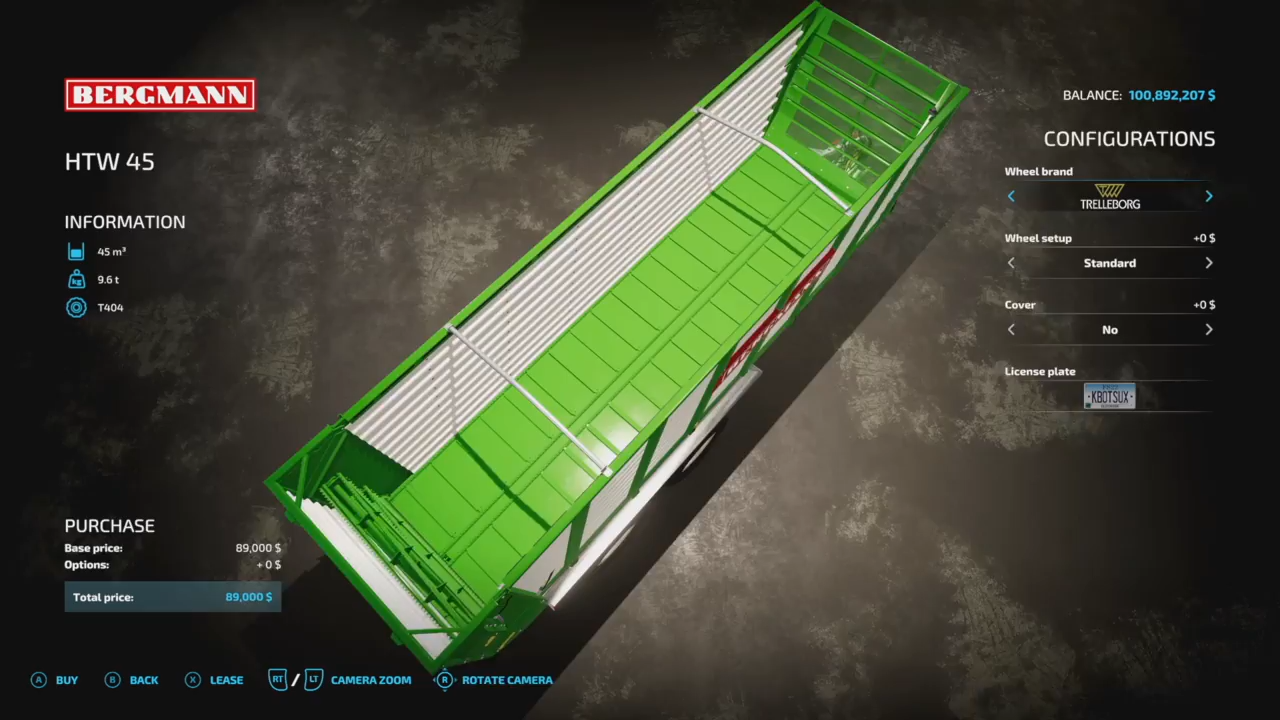 BERGMANN
HTW 45
INFORMATION
45 m³
kg
9.6 t
T404
PURCHASE
Base price: 89,000 $
Options: + 0 $
Total price: 89,000 $
A BUY
B BACK
X LEASE
RT / LT CAMERA ZOOM
R ROTATE CAMERA
BALANCE: 100,892,207 $
CONFIGURATIONS
Wheel brand
TRELLEBORG
Wheel setup +0 $
Standard
Cover +0 $
No
License plate
KBOTSUX